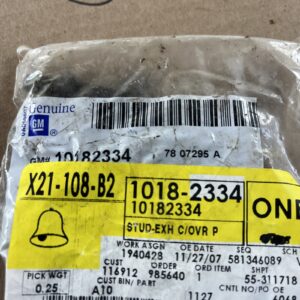 Genuine
GM
GM# 10182334
78 07295 A
X21-108-B2
1018-2334
10182334
STUD-EXH C/OVR P
ONE
WORK ASGN OE DATE SEQ
1940428 11/27/07 581346089
CUST ORDER ORD ITEM SHI
116912 985640 1 55-311718
PICK WGT CUST BIN/PART CNTL NO/PO OE
0.25 A10 1127